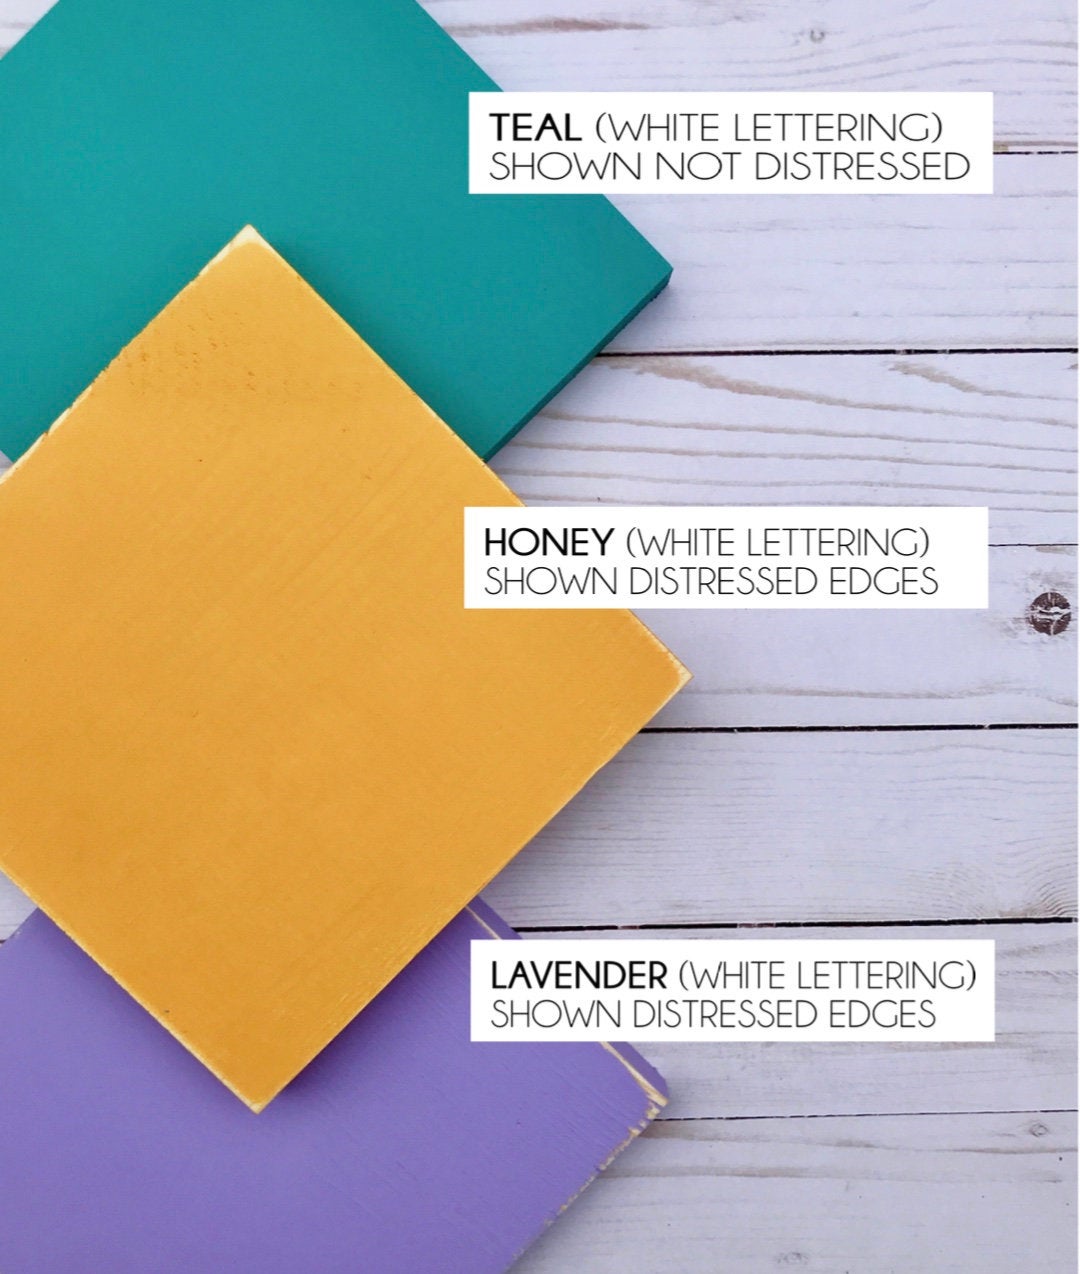 TEAL (WHITE LETTERING)
SHOWN NOT DISTRESSED
HONEY (WHITE LETTERING)
SHOWN DISTRESSED EDGES
LAVENDER (WHITE LETTERING)
SHOWN DISTRESSED EDGES